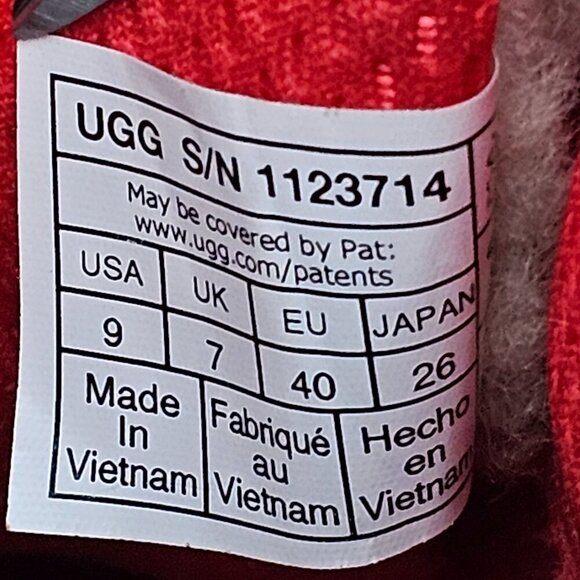 UGG S/N 1123714
May be covered by Pat:
www.ugg.com/patents
USA UK EU JAPAN
9 7 40 26
Made In Vietnam
Fabriqué au Vietnam
Hecho en Vietnam